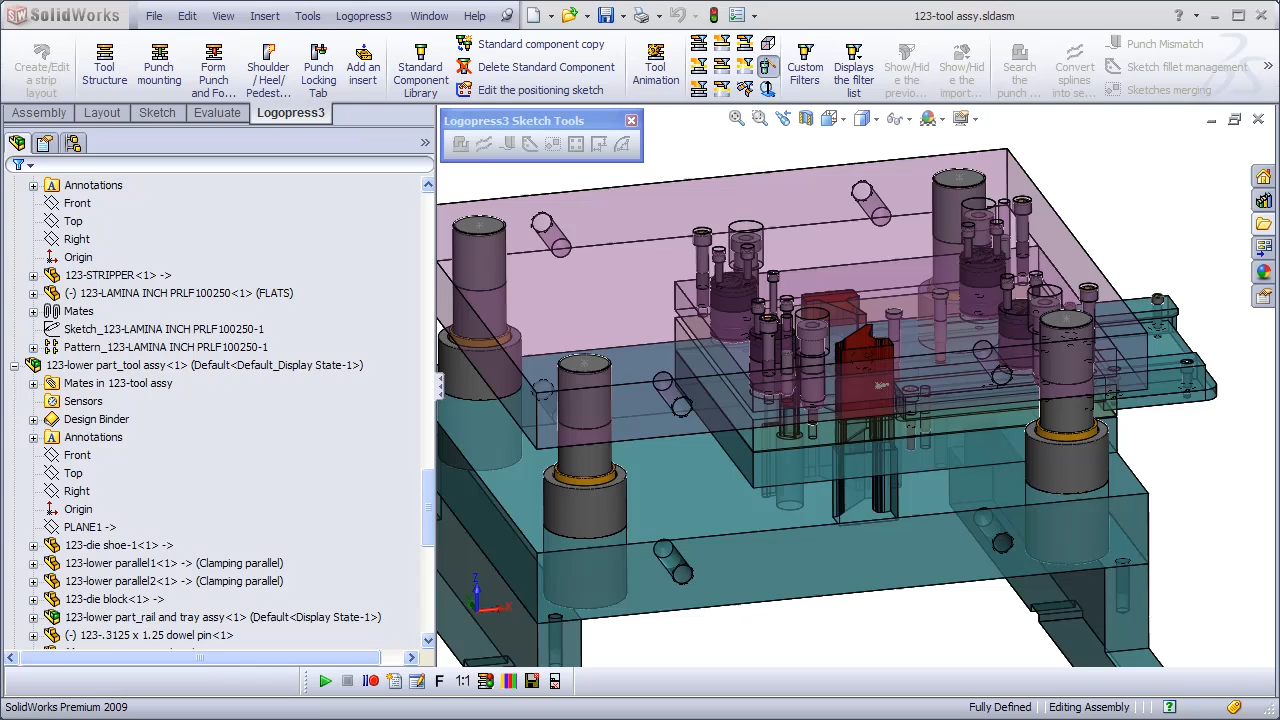 SolidWorks File Edit View Insert Tools Logopress3 Window Help 123-tool assy.sldasm
Create/Edit a strip layout
Tool Structure
Punch mounting
Form Punch and Fo...
Shoulder / Heel/ Pedest...
Punch Locking Tab
Add an insert
Standard Component Library
Standard component copy
Delete Standard Component
Edit the positioning sketch
Tool Animation
Custom Filters
Displays the filter list
Show/Hid e the previo...
Show/Hid e the importan...
Search the punch ...
Convert splines into se...
Punch Mismatch
Sketch fillet management
Sketches merging
Assembly Layout Sketch Evaluate Logopress3
Logopress3 Sketch Tools
Annotations
Front
Top
Right
Origin
123-STRIPPER<1> ->
(-) 123-LAMINA INCH PRLF100250<1> (FLATS)
Mates
Sketch_123-LAMINA INCH PRLF100250-1
Pattern_123-LAMINA INCH PRLF100250-1
123-lower part_tool assy<1> (Default<Default_Display State-1>)
Mates in 123-tool assy
Sensors
Design Binder
Annotations
Front
Top
Right
Origin
PLANE1 ->
123-die shoe-1<1> ->
123-lower parallel1<1> -> (Clamping parallel)
123-lower parallel2<1> -> (Clamping parallel)
123-die block<1> ->
123-lower part_rail and tray assy<1> (Default<Display State-1>)
(-) 123-.3125 x 1.25 dowel pin<1>
Z
X
F 1:1
SolidWorks Premium 2009 Fully Defined Editing Assembly